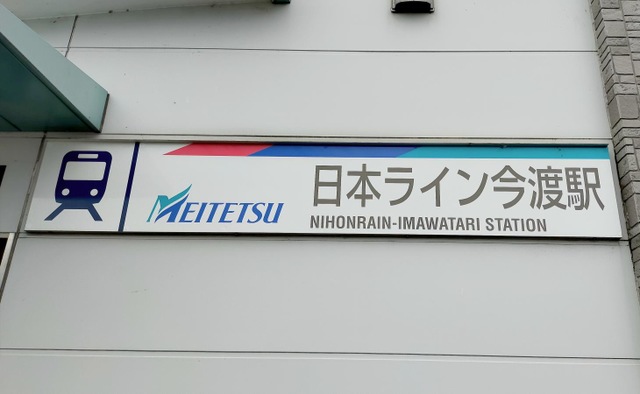 MEITETSU
日本ライン今渡駅
NIHONRAIN-IMAWATARI STATION